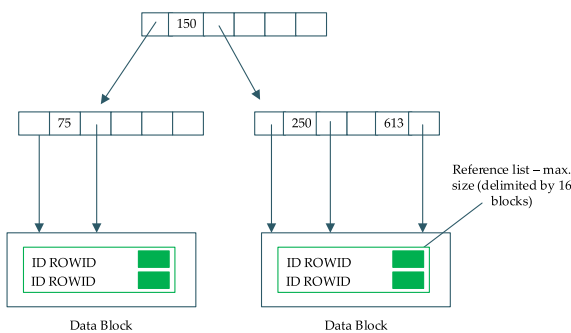 150
75
250
613
Reference list – max.
size (delimited by 16
blocks)
ID ROWID
ID ROWID
ID ROWID
ID ROWID
Data Block
Data Block